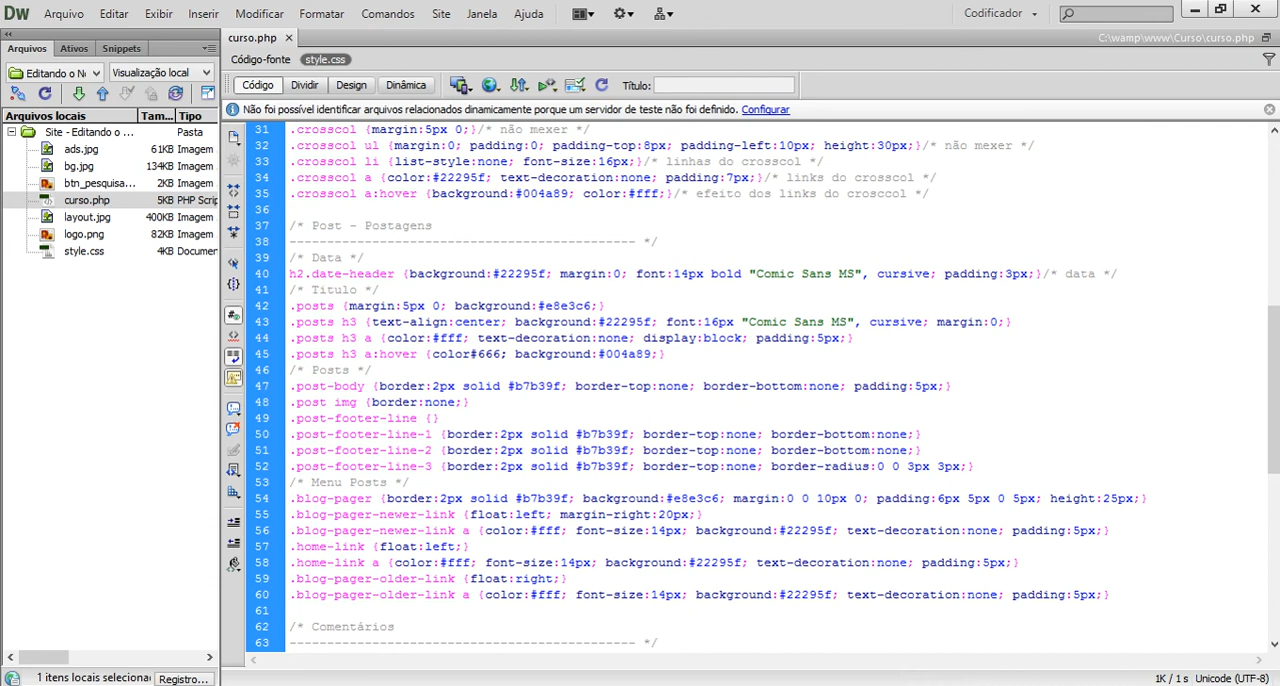 Dw Arquivo Editar Exibir Inserir Modificar Formatar Comandos Site Janela Ajuda Codificador
Arquivos Ativos Snippets
curso.php
C:\wamp\www\Curso\curso.php
Código-fonte style.css
Editando o N Visualização local
Código Dividir Design Dinâmica Título:
Não foi possível identificar arquivos relacionados dinamicamente porque um servidor de teste não foi definido. Configurar
Arquivos locais Tam... Tipo
Site - Editando o ... Pasta
ads.jpg 61KB Imagem
bg.jpg 134KB Imagem
btn_pesquisa... 2KB Imagem
curso.php 5KB PHP Scrip
layout.jpg 400KB Imagem
logo.png 82KB Imagem
style.css 4KB Documen
31 .crosscol {margin:5px 0;}/* não mexer */
32 .crosscol ul {margin:0; padding:0; padding-top:8px; padding-left:10px; height:30px;}/* não mexer */
33 .crosscol li {list-style:none; font-size:16px;}/* linhas do crosscol */
34 .crosscol a {color:#22295f; text-decoration:none; padding:7px;}/* links do crosscol */
35 .crosscol a:hover {background:#004a89; color:#fff;}/* efeito dos links do crosccol */
36
37 /* Post - Postagens
38 ---------------------------------------------- */
39 /* Data */
40 h2.date-header {background:#22295f; margin:0; font:14px bold "Comic Sans MS", cursive; padding:3px;}/* data */
41 /* Titulo */
42 .posts {margin:5px 0; background:#e8e3c6;}
43 .posts h3 {text-align:center; background:#22295f; font:16px "Comic Sans MS", cursive; margin:0;}
44 .posts h3 a {color:#fff; text-decoration:none; display:block; padding:5px;}
45 .posts h3 a:hover {color#666; background:#004a89;}
46 /* Posts */
47 .post-body {border:2px solid #b7b39f; border-top:none; border-bottom:none; padding:5px;}
48 .post img {border:none;}
49 .post-footer-line {}
50 .post-footer-line-1 {border:2px solid #b7b39f; border-top:none; border-bottom:none;}
51 .post-footer-line-2 {border:2px solid #b7b39f; border-top:none; border-bottom:none;}
52 .post-footer-line-3 {border:2px solid #b7b39f; border-top:none; border-radius:0 0 3px 3px;}
53 /* Menu Posts */
54 .blog-pager {border:2px solid #b7b39f; background:#e8e3c6; margin:0 0 10px 0; padding:6px 5px 0 5px; height:25px;}
55 .blog-pager-newer-link {float:left; margin-right:20px;}
56 .blog-pager-newer-link a {color:#fff; font-size:14px; background:#22295f; text-decoration:none; padding:5px;}
57 .home-link {float:left;}
58 .home-link a {color:#fff; font-size:14px; background:#22295f; text-decoration:none; padding:5px;}
59 .blog-pager-older-link {float:right;}
60 .blog-pager-older-link a {color:#fff; font-size:14px; background:#22295f; text-decoration:none; padding:5px;}
61
62 /* Comentários
63 ---------------------------------------------- */
1 itens locais seleciona Registro...
1K / 1 s Unicode (UTF-8)